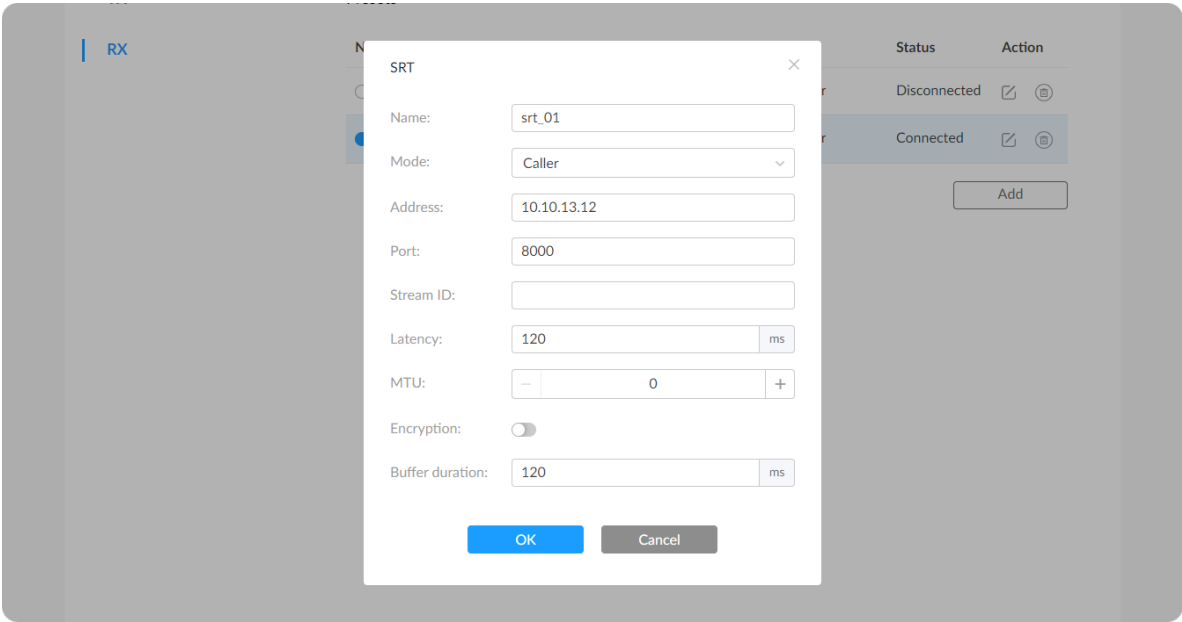 RX
Status Action
Disconnected
Connected
Add
SRT
Name: srt_01
Mode: Caller
Address: 10.10.13.12
Port: 8000
Stream ID:
Latency: 120 ms
MTU: 0
Encryption:
Buffer duration: 120 ms
OK Cancel